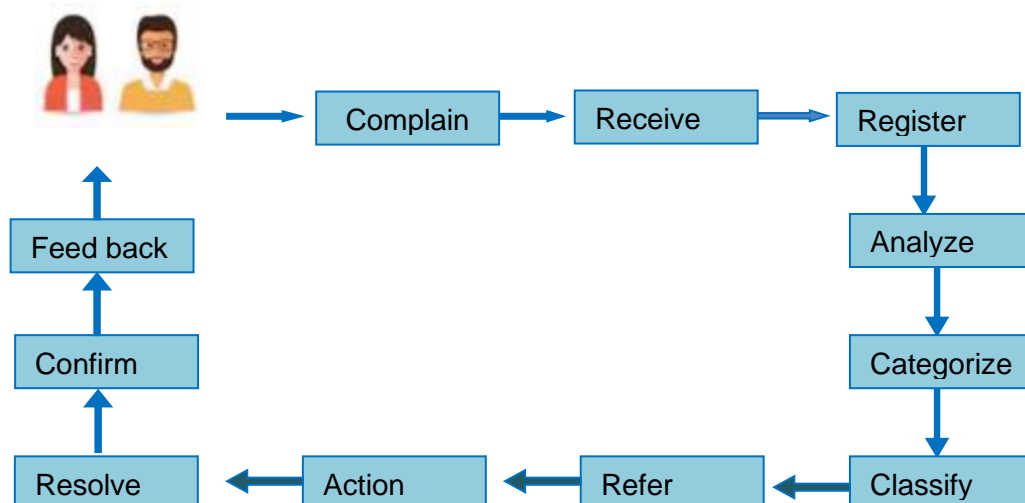 Complain
Receive
Register
Analyze
Categorize
Classify
Refer
Action
Resolve
Confirm
Feed back